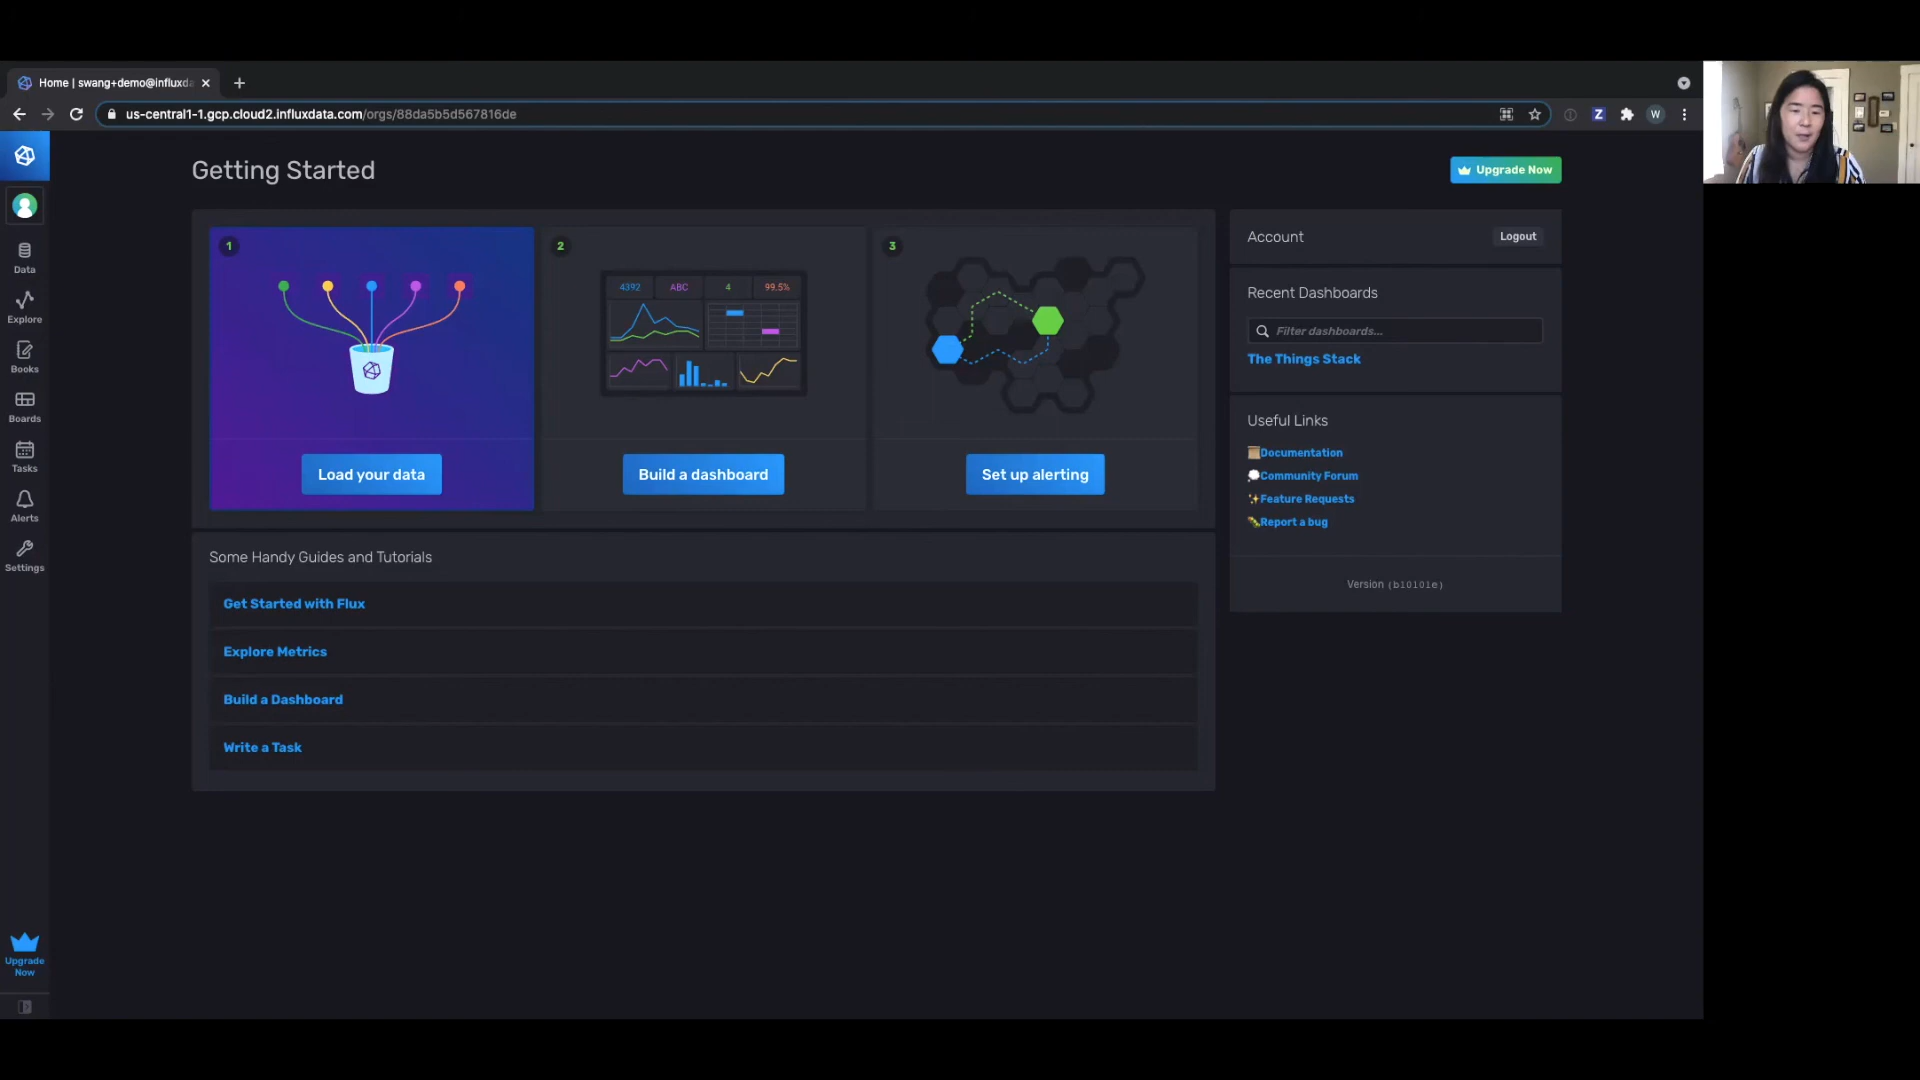 Home | swang+demo@influxda
us-central1-1.gcp.cloud2.influxdata.com/orgs/88da5b5d567816de
Z
W
Data
Explore
Books
Boards
Tasks
Alerts
Settings
Upgrade
Now
Getting Started
Upgrade Now
1
Load your data
2
4392
ABC
4
99.5%
Build a dashboard
3
Set up alerting
Some Handy Guides and Tutorials
Get Started with Flux
Explore Metrics
Build a Dashboard
Write a Task
Account
Logout
Recent Dashboards
Filter dashboards...
The Things Stack
Useful Links
Documentation
Community Forum
Feature Requests
Report a bug
Version (b10101e)